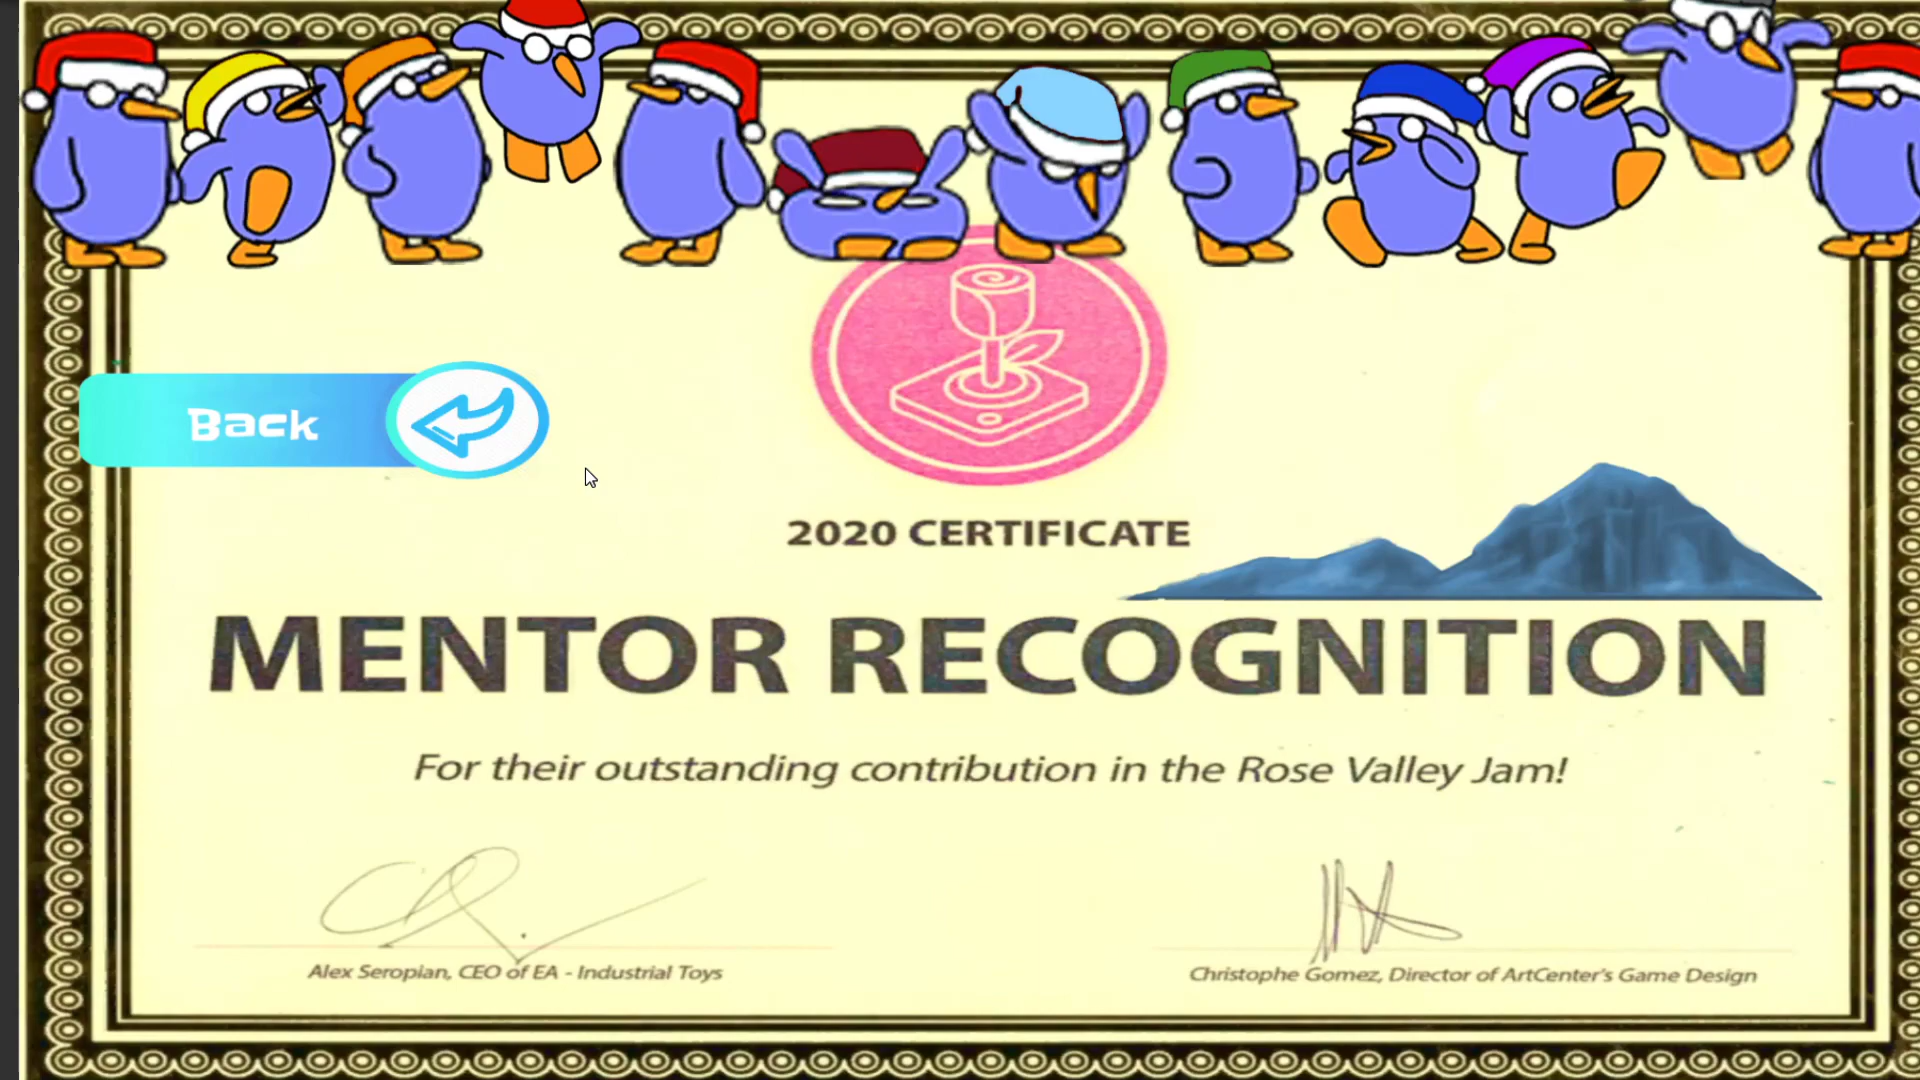 Back
2020 CERTIFICATE
MENTOR RECOGNITION
For their outstanding contribution in the Rose Valley Jam!
Alex Seropian, CEO of EA - Industrial Toys
Christophe Gomez, Director of ArtCenter's Game Design